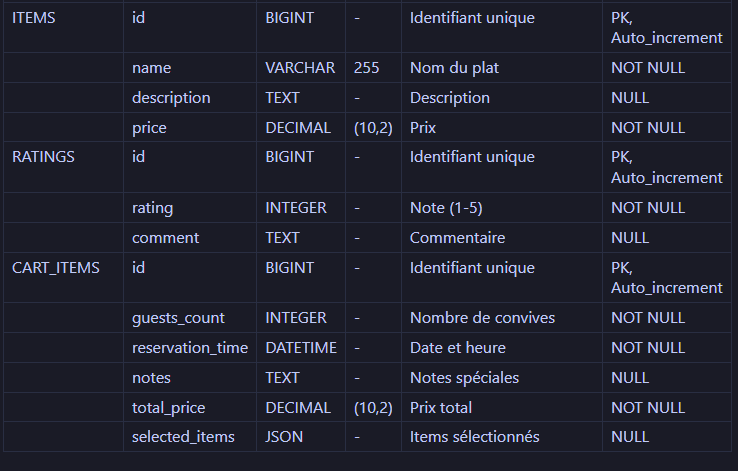 ITEMS id BIGINT - Identifiant unique PK,
Auto_increment
name VARCHAR 255 Nom du plat NOT NULL
description TEXT - Description NULL
price DECIMAL (10,2) Prix NOT NULL
RATINGS id BIGINT - Identifiant unique PK,
Auto_increment
rating INTEGER - Note (1-5) NOT NULL
comment TEXT - Commentaire NULL
CART_ITEMS id BIGINT - Identifiant unique PK,
Auto_increment
guests_count INTEGER - Nombre de convives NOT NULL
reservation_time DATETIME - Date et heure NOT NULL
notes TEXT - Notes spéciales NULL
total_price DECIMAL (10,2) Prix total NOT NULL
selected_items JSON - Items sélectionnés NULL